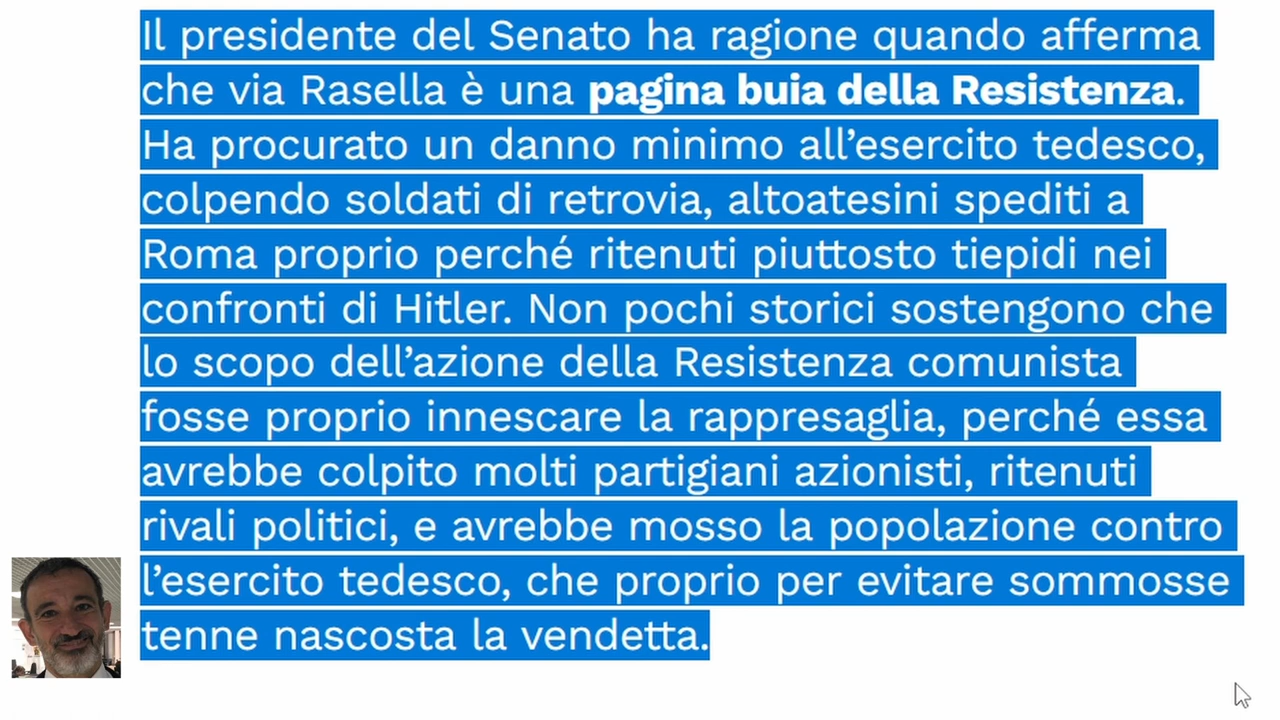 Il presidente del Senato ha ragione quando afferma
che via Rasella è una pagina buia della Resistenza.
Ha procurato un danno minimo all’esercito tedesco,
colpendo soldati di retrovia, altoatesini spediti a
Roma proprio perché ritenuti piuttosto tiepidi nei
confronti di Hitler. Non pochi storici sostengono che
lo scopo dell’azione della Resistenza comunista
fosse proprio innescare la rappresaglia, perché essa
avrebbe colpito molti partigiani azionisti, ritenuti
rivali politici, e avrebbe mosso la popolazione contro
l’esercito tedesco, che proprio per evitare sommosse
tenne nascosta la vendetta.